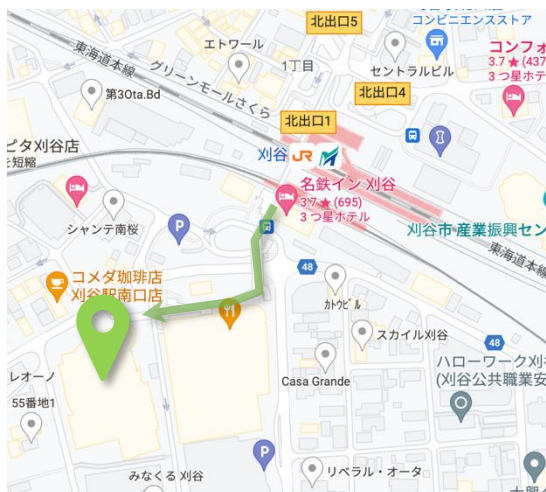 北出口5
コンビニエンスストア
エトワール
コンフォ
3.7★(437
3つ星ホテ
東海道本線
グリーンモールさくら
1丁目
セントラルビル
第3Ota.Bd
北出口4
北出口1
ピタ刈谷店
を短縮
刈谷 JR
名鉄イン 刈谷
3.7★(695)
3つ星ホテル
シャンテ南桜
P
刈谷市産業振興セン
東海道本線
48
コメダ珈琲店
刈谷駅南口店
カトウビル
スカイル刈谷
48
ハローワーク刈
(刈谷公共職業安
レオーノ
Casa Grande
55番地1
P
みなくる 刈谷
リベラル・オータ